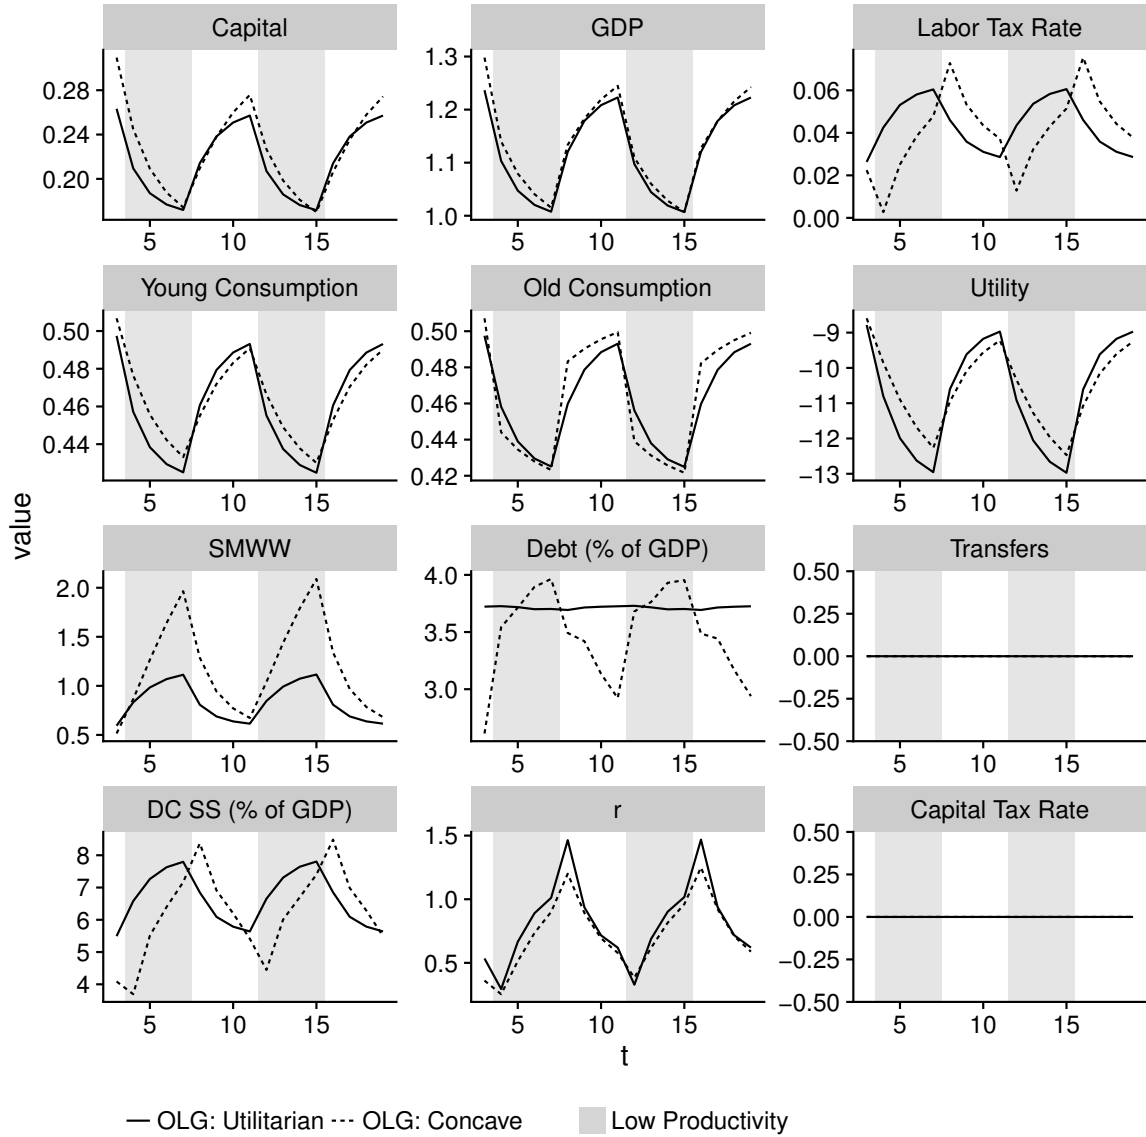 Capital
GDP
Labor Tax Rate
0.28
0.24
0.20
5 10 15
1.3
1.2
1.1
1.0
5 10 15
0.06
0.04
0.02
0.00
5 10 15
Young Consumption
Old Consumption
Utility
0.50
0.48
0.46
0.44
5 10 15
0.50
0.48
0.46
0.44
0.42
5 10 15
−9
−10
−11
−12
−13
5 10 15
value
SMWW
Debt (% of GDP)
Transfers
2.0
1.5
1.0
0.5
5 10 15
4.0
3.5
3.0
5 10 15
0.50
0.25
0.00
−0.25
−0.50
5 10 15
DC SS (% of GDP)
r
Capital Tax Rate
8
7
6
5
4
5 10 15
1.5
1.0
0.5
5 10 15
0.50
0.25
0.00
−0.25
−0.50
5 10 15
t
OLG: Utilitarian OLG: Concave Low Productivity